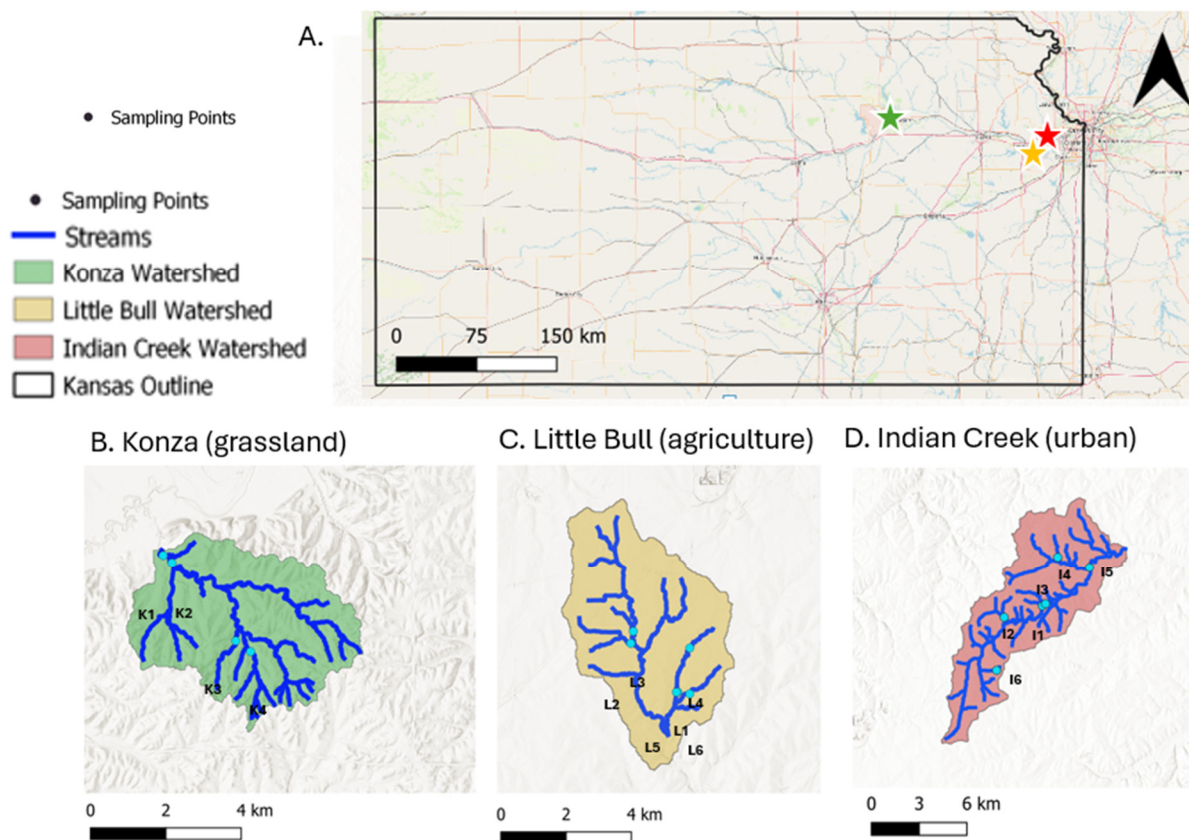 A.
Sampling Points
Sampling Points
Streams
Konza Watershed
Little Bull Watershed
Indian Creek Watershed
Kansas Outline
0 75 150 km
B. Konza (grassland)
C. Little Bull (agriculture)
D. Indian Creek (urban)
K1 K2
K3
K4
0 2 4 km
L3
L2
L4
L1
L5
L6
0 2 4 km
I4
I5
I3
I2
I1
I6
0 3 6 km